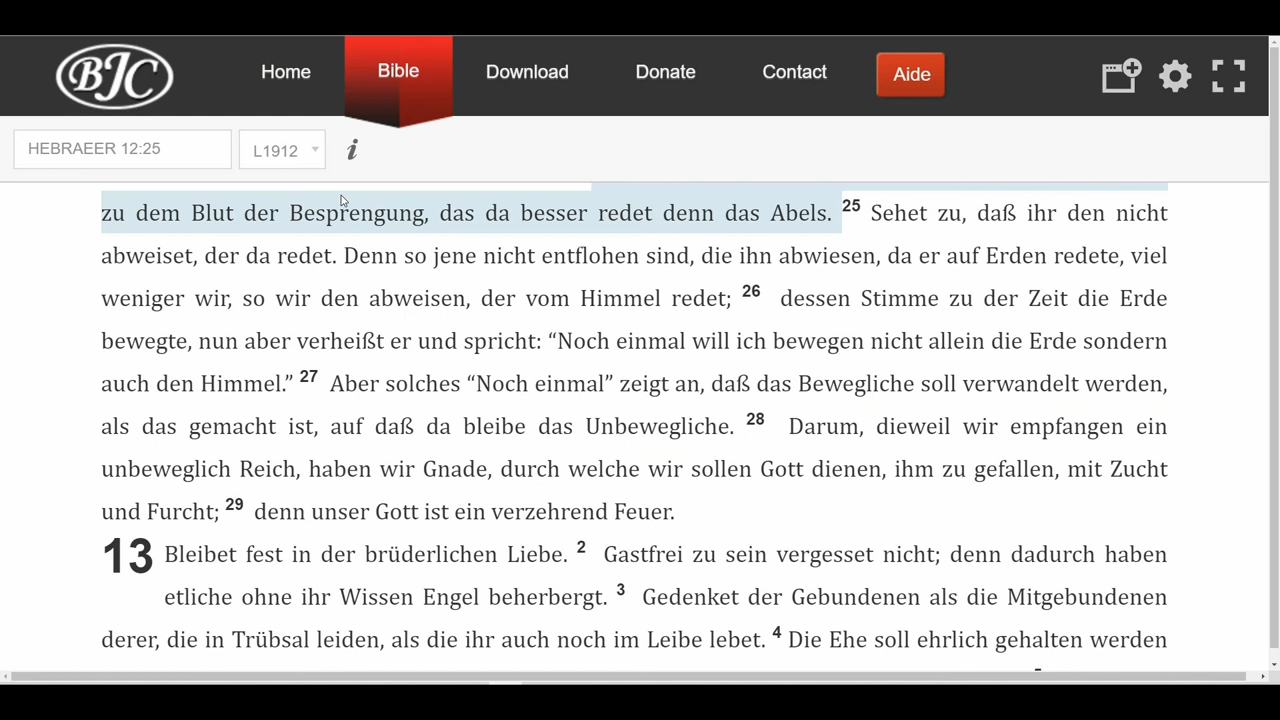 BJC
Home Bible Download Donate Contact Aide
HEBRAEER 12:25 L1912 i
zu dem Blut der Besprengung, das da besser redet denn das Abels. 25 Sehet zu, daß ihr den nicht
abweiset, der da redet. Denn so jene nicht entflohen sind, die ihn abwiesen, da er auf Erden redete, viel
weniger wir, so wir den abweisen, der vom Himmel redet; 26 dessen Stimme zu der Zeit die Erde
bewegte, nun aber verheißt er und spricht: “Noch einmal will ich bewegen nicht allein die Erde sondern
auch den Himmel.” 27 Aber solches “Noch einmal” zeigt an, daß das Bewegliche soll verwandelt werden,
als das gemacht ist, auf daß da bleibe das Unbewegliche. 28 Darum, dieweil wir empfangen ein
unbeweglich Reich, haben wir Gnade, durch welche wir sollen Gott dienen, ihm zu gefallen, mit Zucht
und Furcht; 29 denn unser Gott ist ein verzehrend Feuer.
13 Bleibet fest in der brüderlichen Liebe. 2 Gastfrei zu sein vergesset nicht; denn dadurch haben
etliche ohne ihr Wissen Engel beherbergt. 3 Gedenket der Gebundenen als die Mitgebundenen
derer, die in Trübsal leiden, als die ihr auch noch im Leibe lebet. 4 Die Ehe soll ehrlich gehalten werden